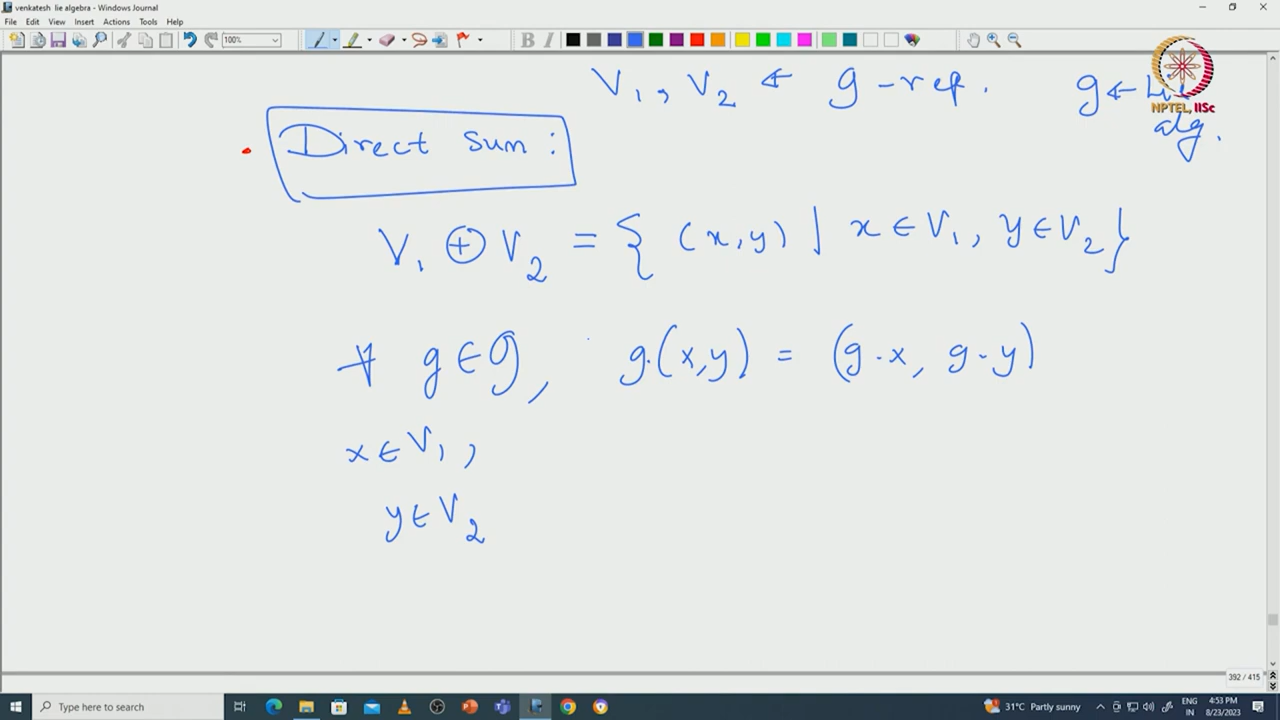 venkatesh lie algebra - Windows Journal
File Edit View Insert Actions Tools Help
100%
B I
V₁, V₂ ← g -rep. g ←
NPTEL, IISc
alg.
Direct Sum :
V₁ ⊕ V₂ = { (x,y) | x ∈ V₁, y ∈ V₂ }
∀ g ∈ g, g.(x,y) = (g.x, g.y)
x ∈ V₁,
y ∈ V₂
392 / 415
Type here to search
31°C Partly sunny
ENG
IN
4:53 PM
8/23/2023